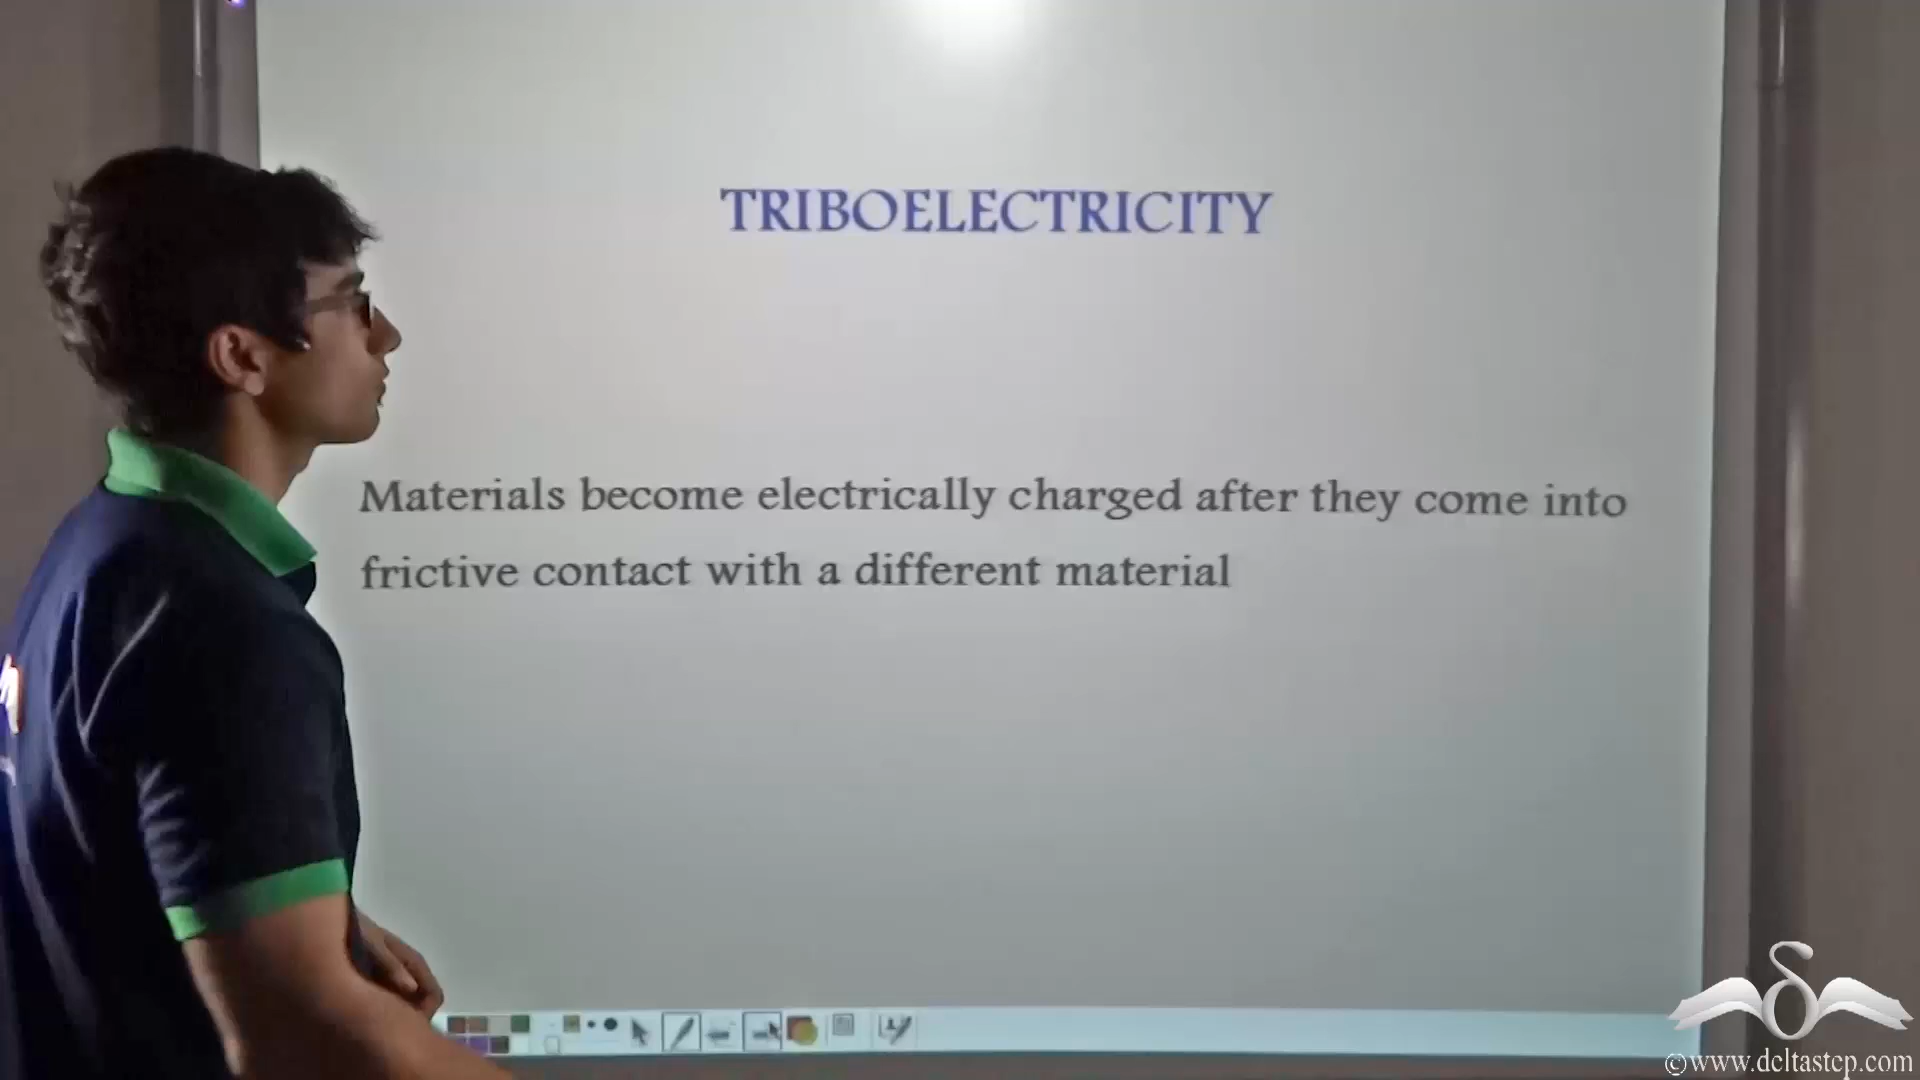 TRIBOELECTRICITY
Materials become electrically charged after they come into
frictive contact with a different material
©www.deltastep.com